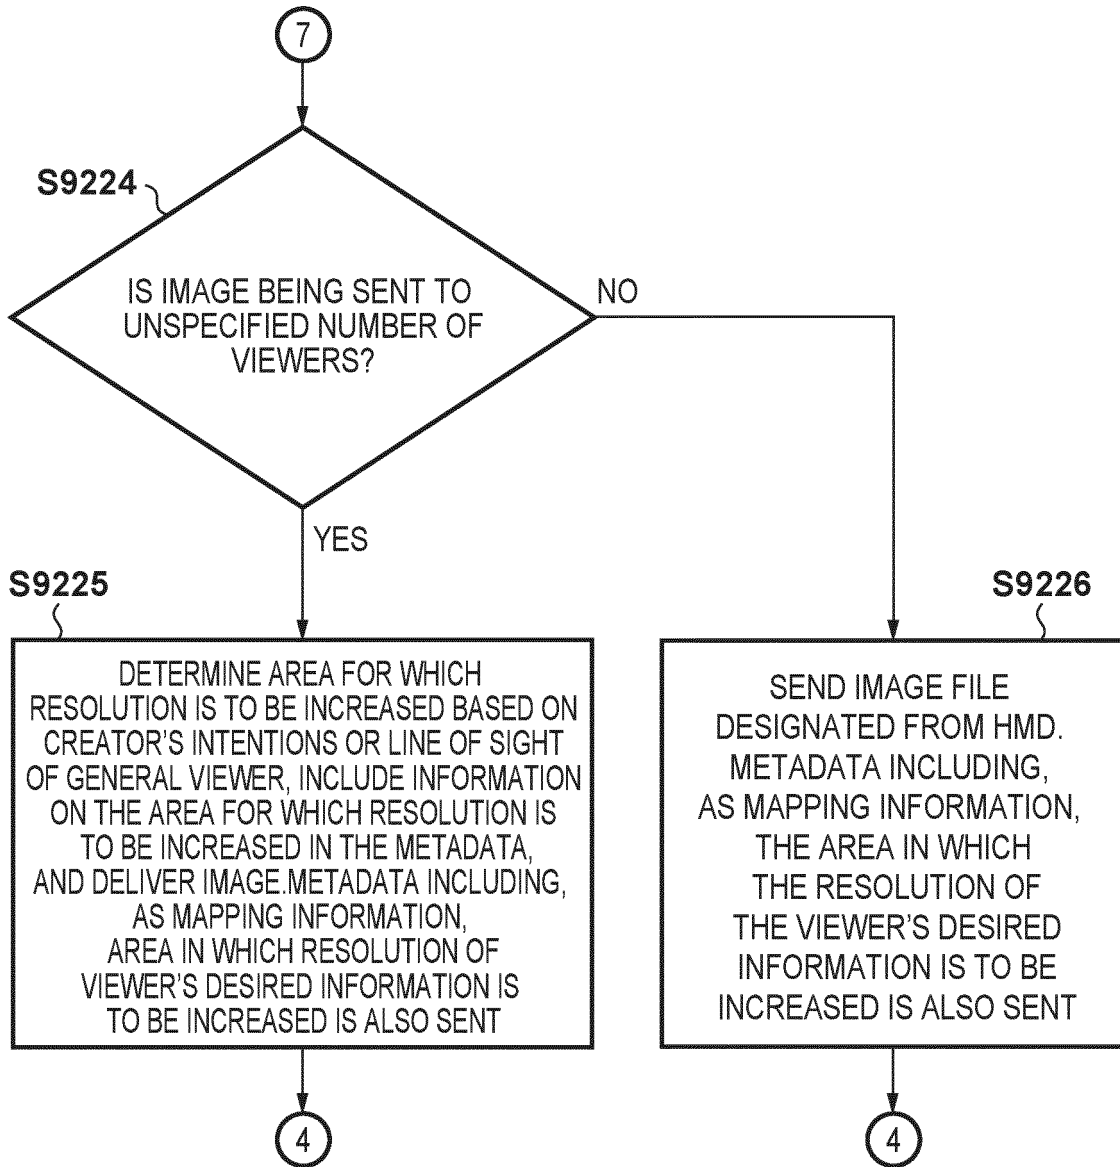 7
S9224
IS IMAGE BEING SENT TO
UNSPECIFIED NUMBER OF
VIEWERS?
NO
YES
S9225
DETERMINE AREA FOR WHICH
RESOLUTION IS TO BE INCREASED BASED ON
CREATOR'S INTENTIONS OR LINE OF SIGHT
OF GENERAL VIEWER, INCLUDE INFORMATION
ON THE AREA FOR WHICH RESOLUTION IS
TO BE INCREASED IN THE METADATA,
AND DELIVER IMAGE.METADATA INCLUDING,
AS MAPPING INFORMATION,
AREA IN WHICH RESOLUTION OF
VIEWER'S DESIRED INFORMATION IS
TO BE INCREASED IS ALSO SENT
4
S9226
SEND IMAGE FILE
DESIGNATED FROM HMD.
METADATA INCLUDING,
AS MAPPING INFORMATION,
THE AREA IN WHICH
THE RESOLUTION OF
THE VIEWER'S DESIRED
INFORMATION IS TO BE
INCREASED IS ALSO SENT
4